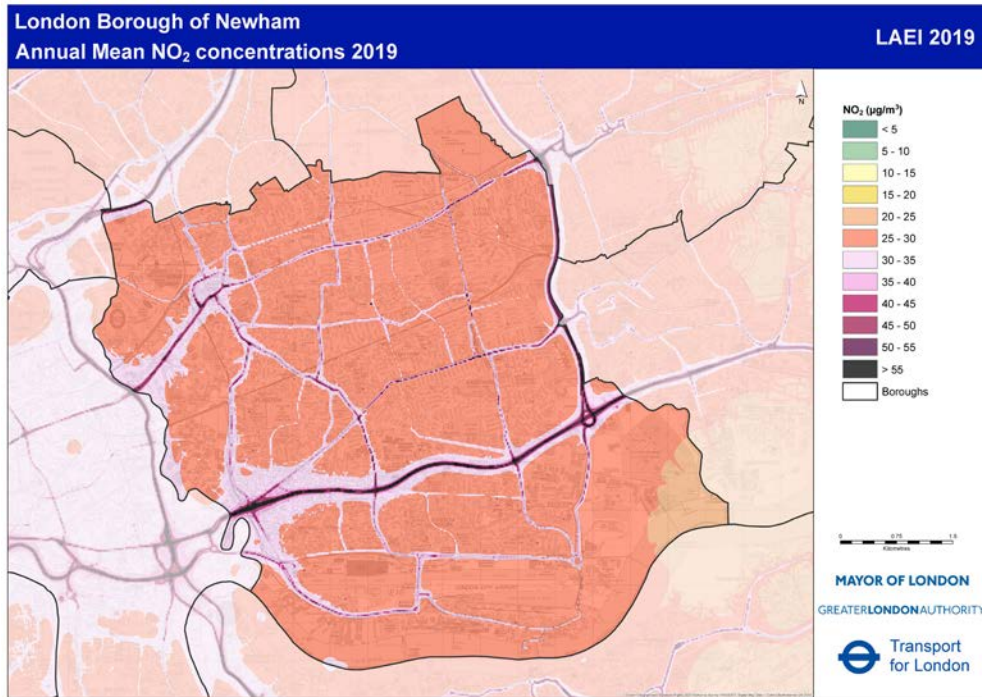 London Borough of Newham
Annual Mean NO₂ concentrations 2019
LAEI 2019
N
NO₂ (µg/m³)
< 5
5 - 10
10 - 15
15 - 20
20 - 25
25 - 30
30 - 35
35 - 40
40 - 45
45 - 50
50 - 55
> 55
Boroughs
0 0.75 1.5
Kilometres
MAYOR OF LONDON
GREATERLONDONAUTHORITY
Transport
for London